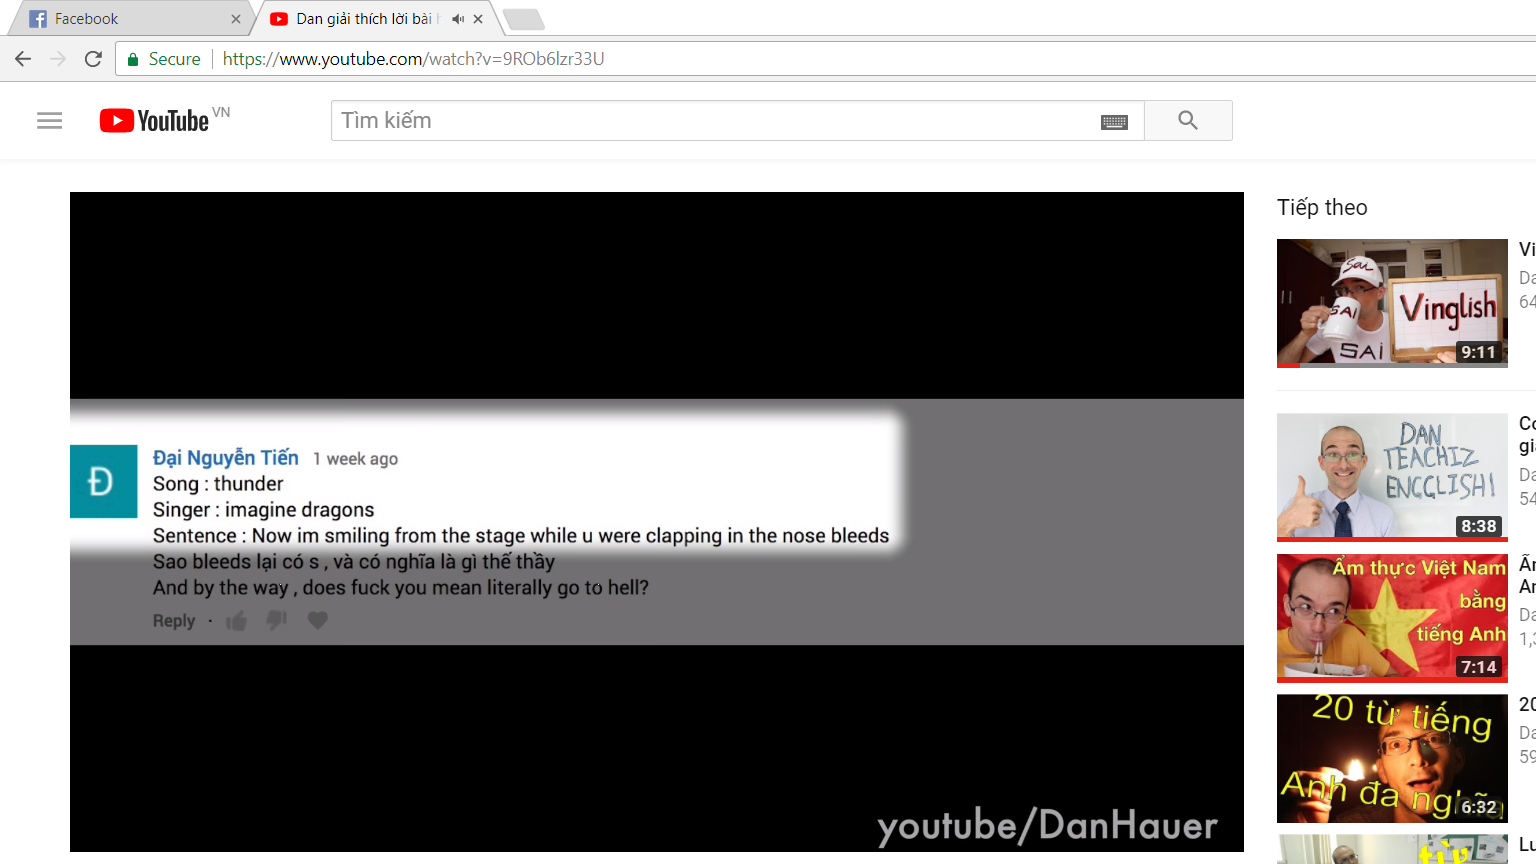 Facebook
Dan giải thích lời bài h
Secure
https://www.youtube.com/watch?v=9ROb6lzr33U
YouTube VN
Tìm kiếm
Đ
Đại Nguyễn Tiến 1 week ago
Song : thunder
Singer : imagine dragons
Sentence : Now im smiling from the stage while u were clapping in the nose bleeds
Sao bleeds lại có s , và có nghĩa là gì thế thầy
And by the way , does fuck you mean literally go to hell?
Reply ·
youtube/DanHauer
Tiếp theo
Sai
SAI
Vinglish
SAI
9:11
Vi
Da
64
DAN
TEACHIZ
ENCGLISH!
8:38
Da
54
Ẩm thực Việt Nam
bằng
tiếng Anh
7:14
Da
1,3
20 từ tiếng
Anh đa nghĩa
6:32
20
Da
59
từ